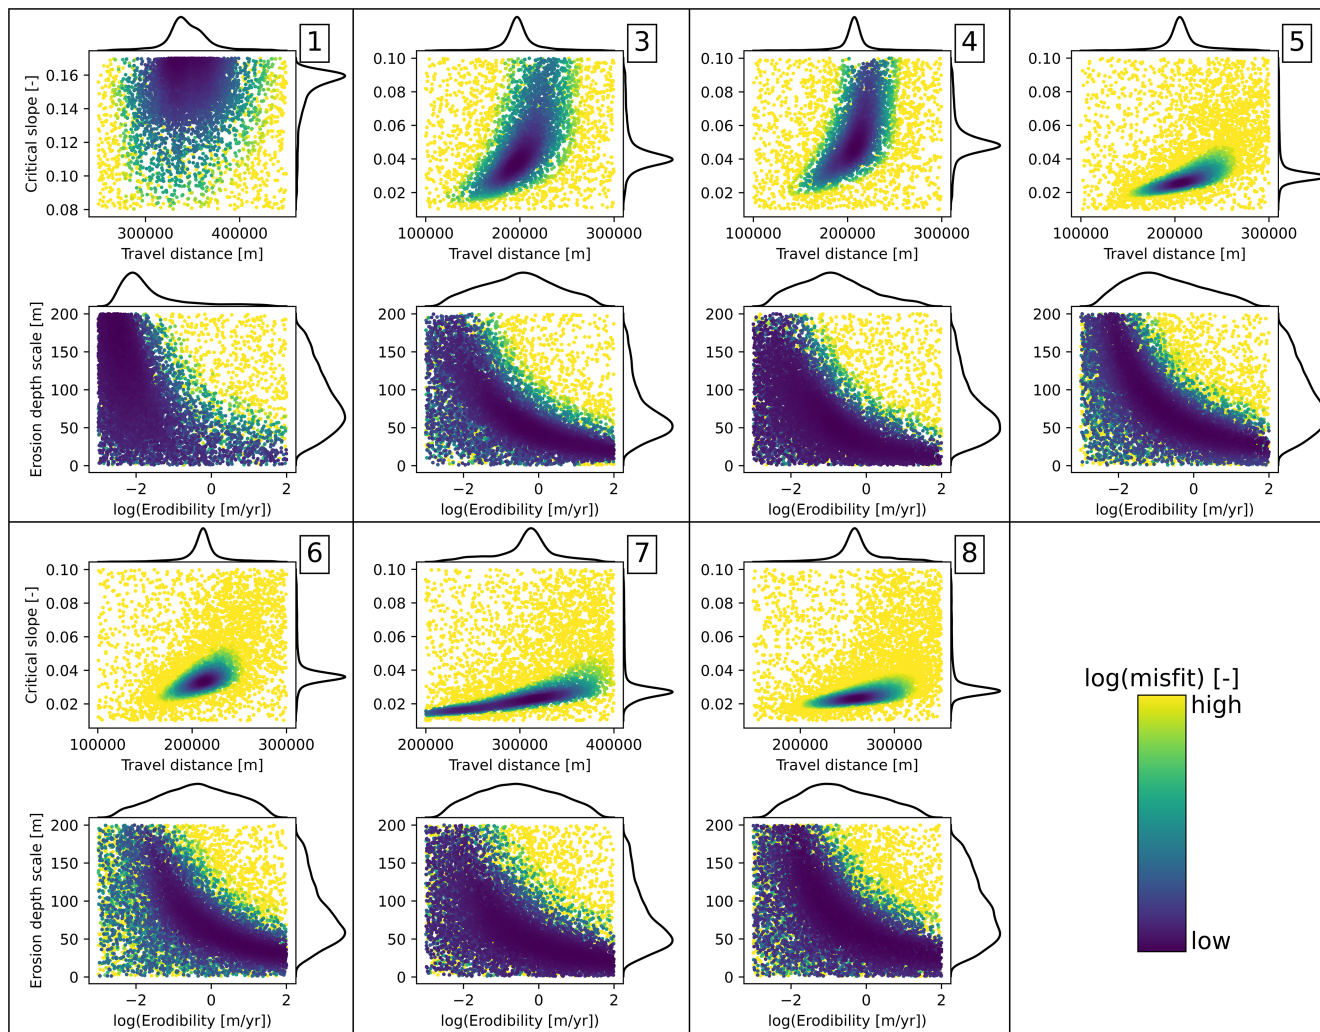 1
0.16
0.14
0.12
0.10
0.08
Critical slope [-]
300000 400000
Travel distance [m]
3
0.10
0.08
0.06
0.04
0.02
100000 200000 300000
Travel distance [m]
4
0.10
0.08
0.06
0.04
0.02
100000 200000 300000
Travel distance [m]
5
0.10
0.08
0.06
0.04
0.02
100000 200000 300000
Travel distance [m]
200
150
100
50
0
Erosion depth scale [m]
−2 0 2
log(Erodibility [m/yr])
200
150
100
50
0
−2 0 2
log(Erodibility [m/yr])
200
150
100
50
0
−2 0 2
log(Erodibility [m/yr])
200
150
100
50
0
−2 0 2
log(Erodibility [m/yr])
6
0.10
0.08
0.06
0.04
0.02
Critical slope [-]
100000 200000 300000
Travel distance [m]
7
0.10
0.08
0.06
0.04
0.02
200000 300000 400000
Travel distance [m]
8
0.10
0.08
0.06
0.04
0.02
200000 300000
Travel distance [m]
200
150
100
50
0
Erosion depth scale [m]
−2 0 2
log(Erodibility [m/yr])
200
150
100
50
0
−2 0 2
log(Erodibility [m/yr])
200
150
100
50
0
−2 0 2
log(Erodibility [m/yr])
log(misfit) [-]
high
low